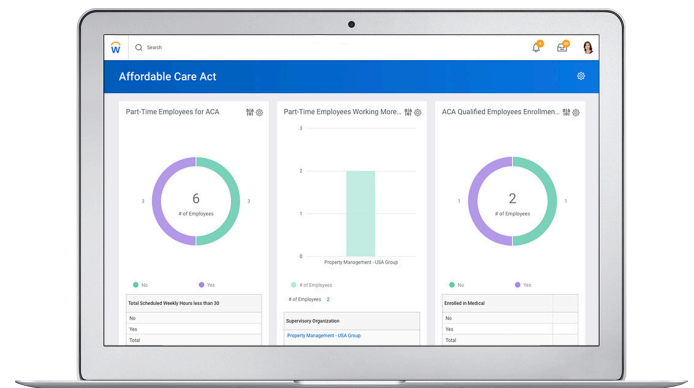 W
Search
Affordable Care Act
Part-Time Employees for ACA
6
# of Employees
3
3
No
Yes
Total Scheduled Weekly Hours less than 30
No
Yes
Total
Part-Time Employees Working More...
3
2
1
0
Property Management - USA Group
# of Employees
# of Employees 2
Supervisory Organization
Property Management - USA Group
ACA Qualified Employees Enrollmen...
2
# of Employees
1
1
No
Yes
Enrolled in Medical
No
Yes
Total